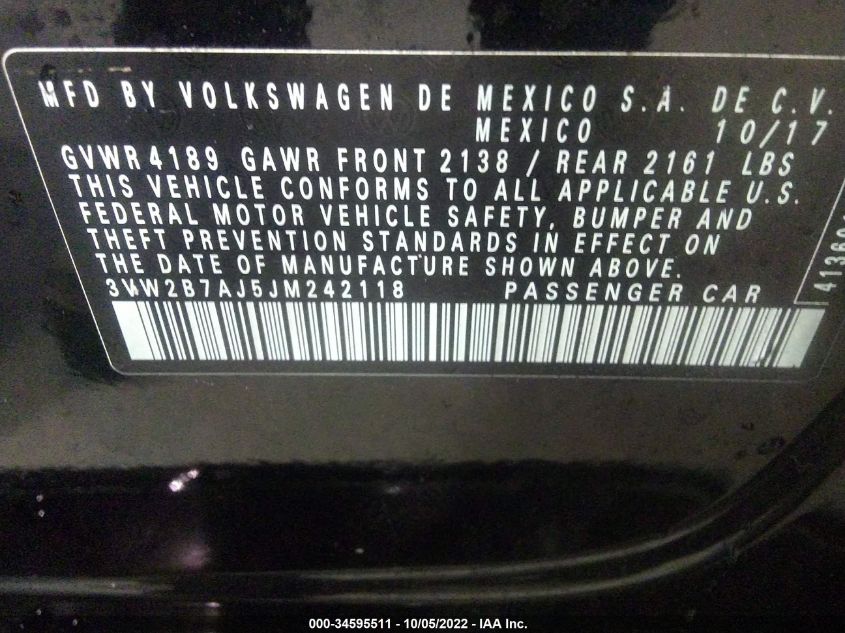 MFD BY VOLKSWAGEN DE MEXICO S.A. DE C.V.
MEXICO 10/17
GVWR 4189 GAWR FRONT 2138 / REAR 2161 LBS
THIS VEHICLE CONFORMS TO ALL APPLICABLE U.S.
FEDERAL MOTOR VEHICLE SAFETY, BUMPER AND
THEFT PREVENTION STANDARDS IN EFFECT ON
THE DATE OF MANUFACTURE SHOWN ABOVE.
3VW2B7AJ5JM242118 PASSENGER CAR
000-34595511 - 10/05/2022 - IAA Inc.